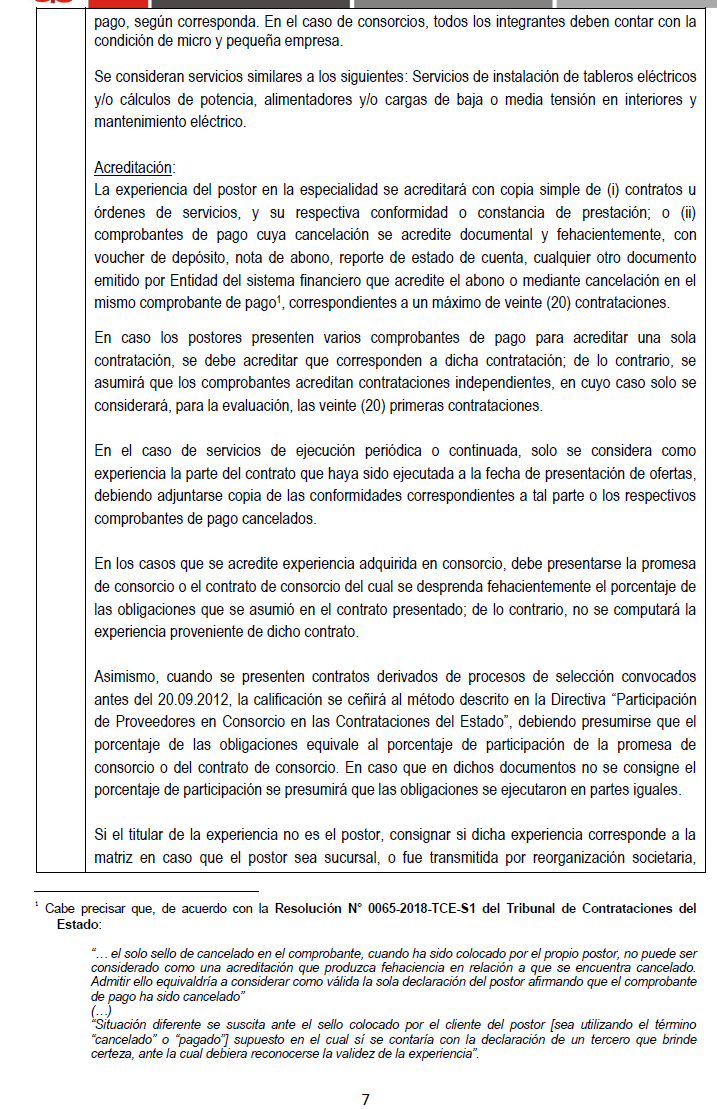 pago, según corresponda. En el caso de consorcios, todos los integrantes deben contar con la
condición de micro y pequeña empresa.
Se consideran servicios similares a los siguientes: Servicios de instalación de tableros eléctricos
y/o cálculos de potencia, alimentadores y/o cargas de baja o media tensión en interiores y
mantenimiento eléctrico.
Acreditación:
La experiencia del postor en la especialidad se acreditará con copia simple de (i) contratos u
órdenes de servicios, y su respectiva conformidad o constancia de prestación; o (ii)
comprobantes de pago cuya cancelación se acredite documental y fehacientemente, con
voucher de depósito, nota de abono, reporte de estado de cuenta, cualquier otro documento
emitido por Entidad del sistema financiero que acredite el abono o mediante cancelación en el
mismo comprobante de pago¹, correspondientes a un máximo de veinte (20) contrataciones.
En caso los postores presenten varios comprobantes de pago para acreditar una sola
contratación, se debe acreditar que corresponden a dicha contratación; de lo contrario, se
asumirá que los comprobantes acreditan contrataciones independientes, en cuyo caso solo se
considerará, para la evaluación, las veinte (20) primeras contrataciones.
En el caso de servicios de ejecución periódica o continuada, solo se considera como
experiencia la parte del contrato que haya sido ejecutada a la fecha de presentación de ofertas,
debiendo adjuntarse copia de las conformidades correspondientes a tal parte o los respectivos
comprobantes de pago cancelados.
En los casos que se acredite experiencia adquirida en consorcio, debe presentarse la promesa
de consorcio o el contrato de consorcio del cual se desprenda fehacientemente el porcentaje de
las obligaciones que se asumió en el contrato presentado; de lo contrario, no se computará la
experiencia proveniente de dicho contrato.
Asimismo, cuando se presenten contratos derivados de procesos de selección convocados
antes del 20.09.2012, la calificación se ceñirá al método descrito en la Directiva “Participación
de Proveedores en Consorcio en las Contrataciones del Estado”, debiendo presumirse que el
porcentaje de las obligaciones equivale al porcentaje de participación de la promesa de
consorcio o del contrato de consorcio. En caso que en dichos documentos no se consigne el
porcentaje de participación se presumirá que las obligaciones se ejecutaron en partes iguales.
Si el titular de la experiencia no es el postor, consignar si dicha experiencia corresponde a la
matriz en caso que el postor sea sucursal, o fue transmitida por reorganización societaria,
¹ Cabe precisar que, de acuerdo con la Resolución N° 0065-2018-TCE-S1 del Tribunal de Contrataciones del
Estado:
“… el solo sello de cancelado en el comprobante, cuando ha sido colocado por el propio postor, no puede ser
considerado como una acreditación que produzca fehaciencia en relación a que se encuentra cancelado.
Admitir ello equivaldría a considerar como válida la sola declaración del postor afirmando que el comprobante
de pago ha sido cancelado”
(…)
“Situación diferente se suscita ante el sello colocado por el cliente del postor [sea utilizando el término
“cancelado” o “pagado”] supuesto en el cual sí se contaría con la declaración de un tercero que brinde
certeza, ante la cual debiera reconocerse la validez de la experiencia”.
7